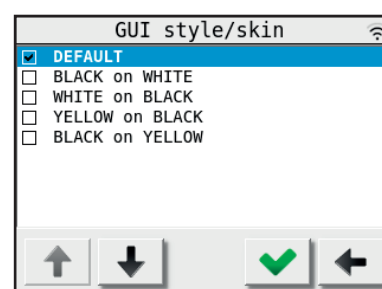 GUI style/skin
DEFAULT
BLACK on WHITE
WHITE on BLACK
YELLOW on BLACK
BLACK on YELLOW